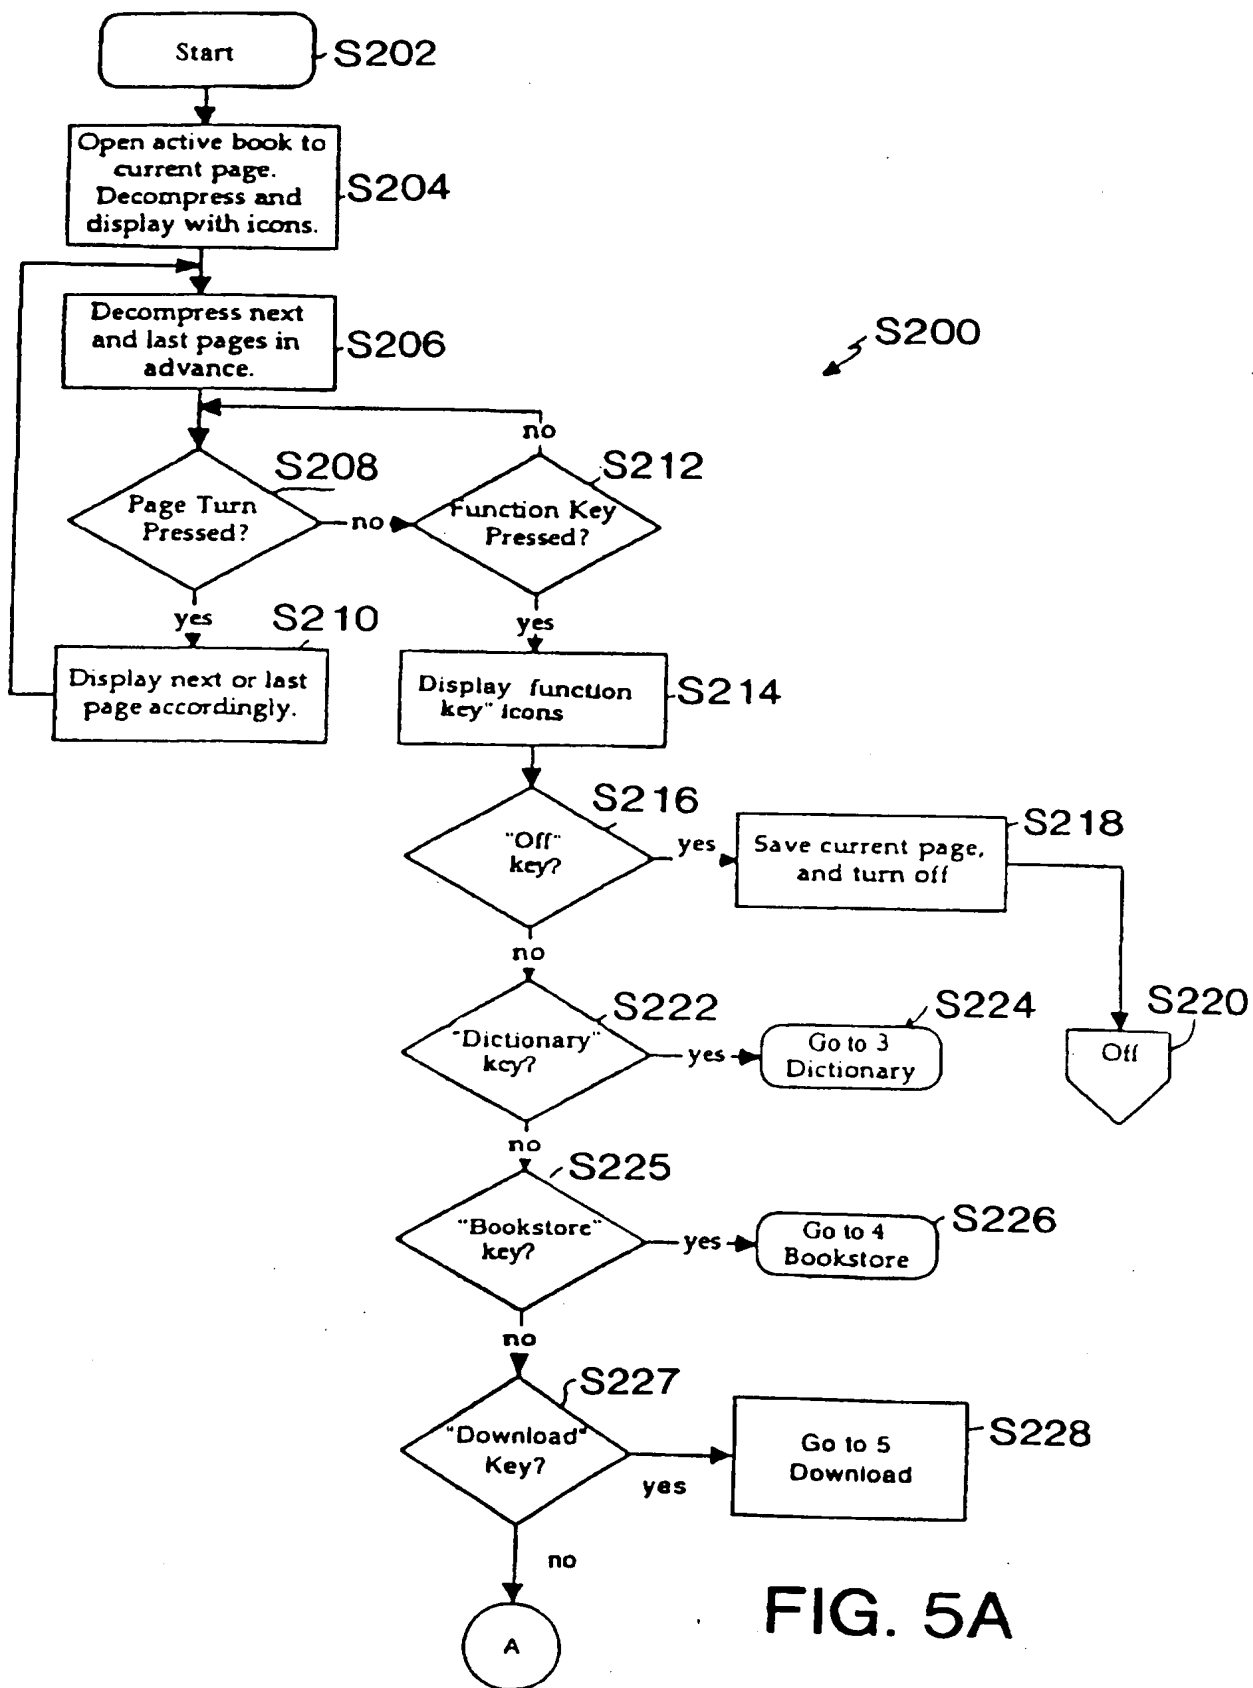 Start
S202
Open active book to
current page.
Decompress and
display with icons.
S204
Decompress next
and last pages in
advance.
S206
S200
no
Page Turn
Pressed?
S208
no
Function Key
Pressed?
S212
yes
yes
S210
Display next or last
page accordingly.
Display function
key" icons
S214
"Off"
key?
S216
yes
Save current page,
and turn off
S218
no
"Dictionary"
key?
S222
yes
Go to 3
Dictionary
S224
Off
S220
no
"Bookstore"
key?
S225
yes
Go to 4
Bookstore
S226
no
"Download"
Key?
S227
yes
Go to 5
Download
S228
no
A
FIG. 5A